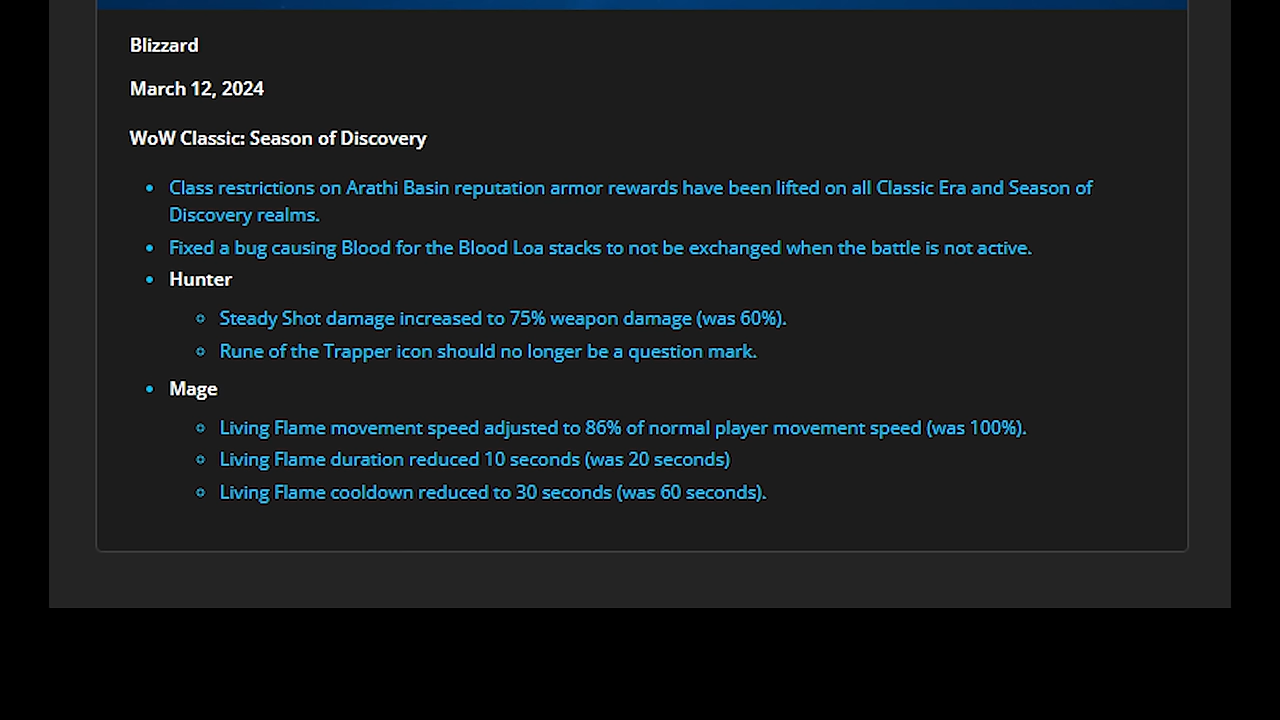 Blizzard
March 12, 2024
WoW Classic: Season of Discovery
Class restrictions on Arathi Basin reputation armor rewards have been lifted on all Classic Era and Season of
Discovery realms.
Fixed a bug causing Blood for the Blood Loa stacks to not be exchanged when the battle is not active.
Hunter
Steady Shot damage increased to 75% weapon damage (was 60%).
Rune of the Trapper icon should no longer be a question mark.
Mage
Living Flame movement speed adjusted to 86% of normal player movement speed (was 100%).
Living Flame duration reduced 10 seconds (was 20 seconds)
Living Flame cooldown reduced to 30 seconds (was 60 seconds).